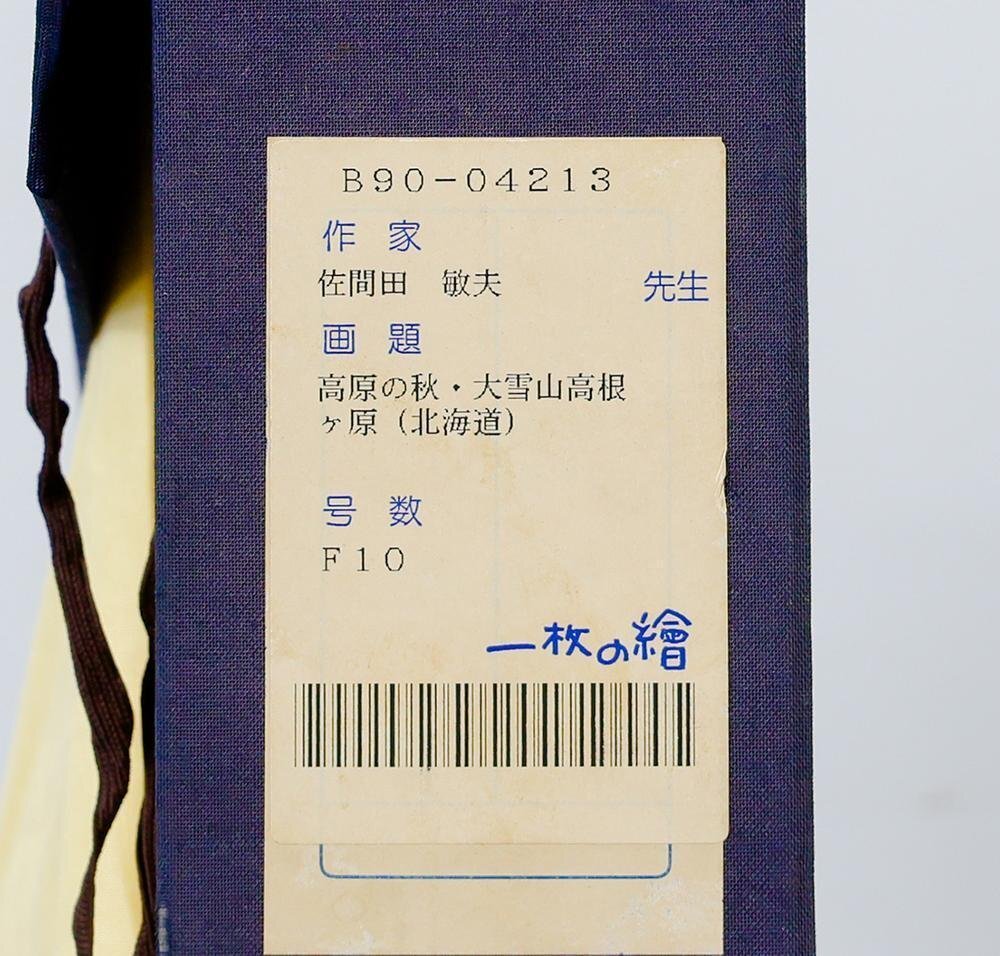 B90-04213
作 家
佐間田 敏夫 先生
画 題
高原の秋・大雪山高根
ヶ原（北海道）
号 数
F10
一枚の繪